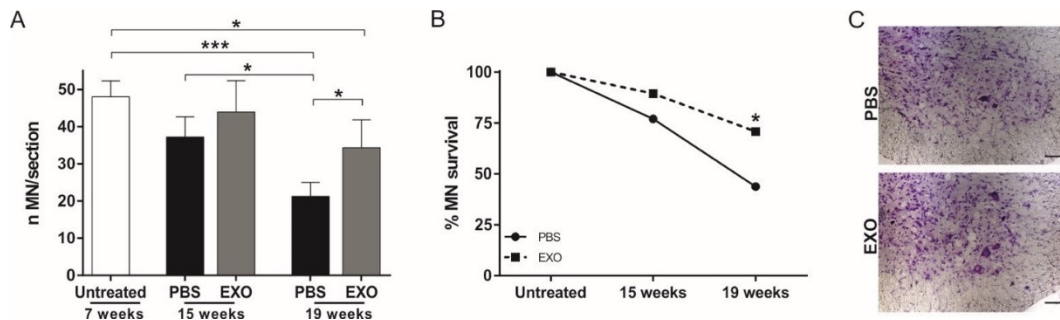 A
*
***
*
*
n MN/section
50
40
30
20
10
0
Untreated PBS EXO PBS EXO
7 weeks 15 weeks 19 weeks
B
% MN survival
100
75
50
25
0
*
PBS
EXO
Untreated 15 weeks 19 weeks
C
PBS
EXO